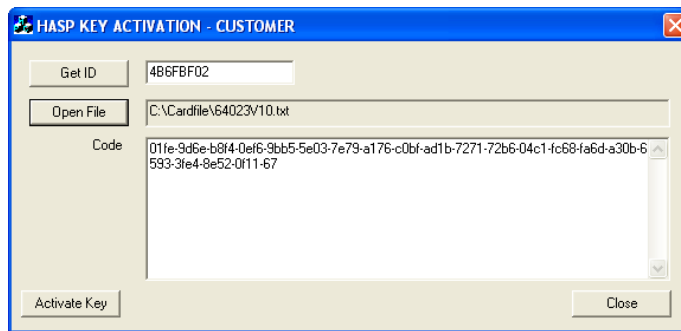 HASP KEY ACTIVATION - CUSTOMER
Get ID 4B6FBF02
Open File C:\Cardfile\64023V10.txt
Code 01fe-9d6e-b8f4-0ef6-9bb5-5e03-7e79-a176-c0bf-ad1b-7271-72b6-04c1-fc68-fa6d-a30b-6
593-3fe4-8e52-0f11-67
Activate Key Close